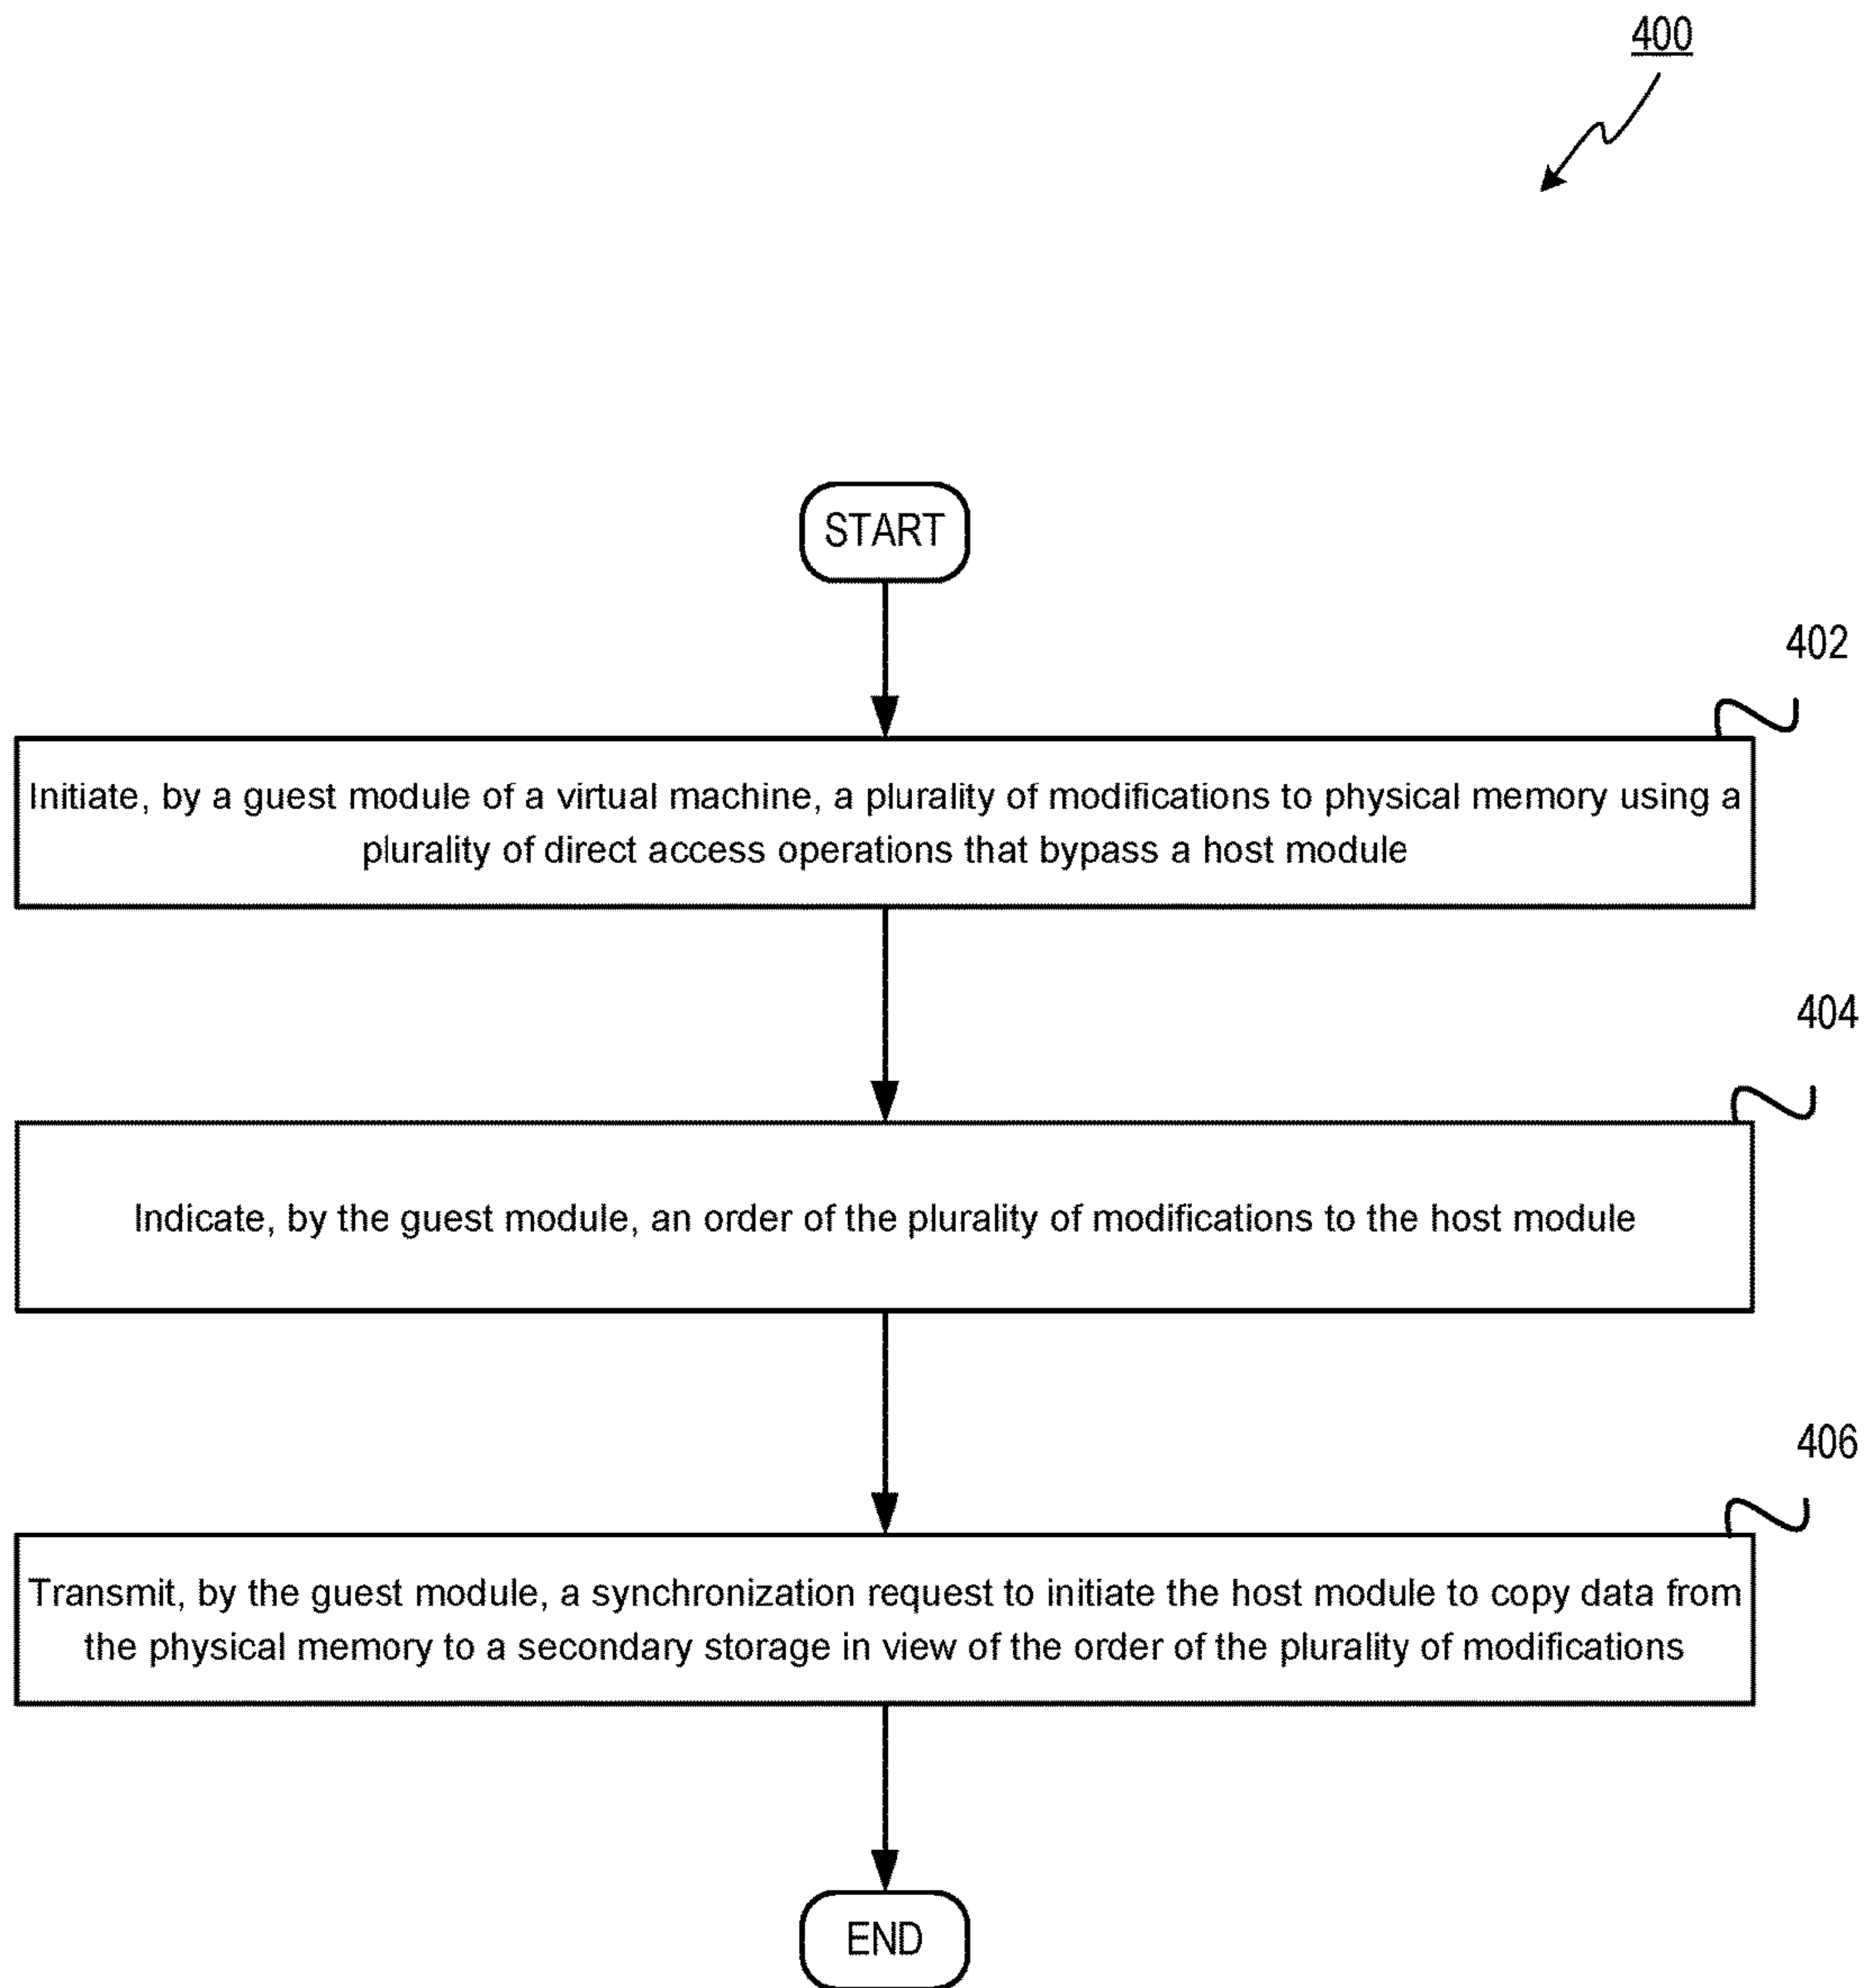 400
START
402
Initiate, by a guest module of a virtual machine, a plurality of modifications to physical memory using a
plurality of direct access operations that bypass a host module
404
Indicate, by the guest module, an order of the plurality of modifications to the host module
406
Transmit, by the guest module, a synchronization request to initiate the host module to copy data from
the physical memory to a secondary storage in view of the order of the plurality of modifications
END